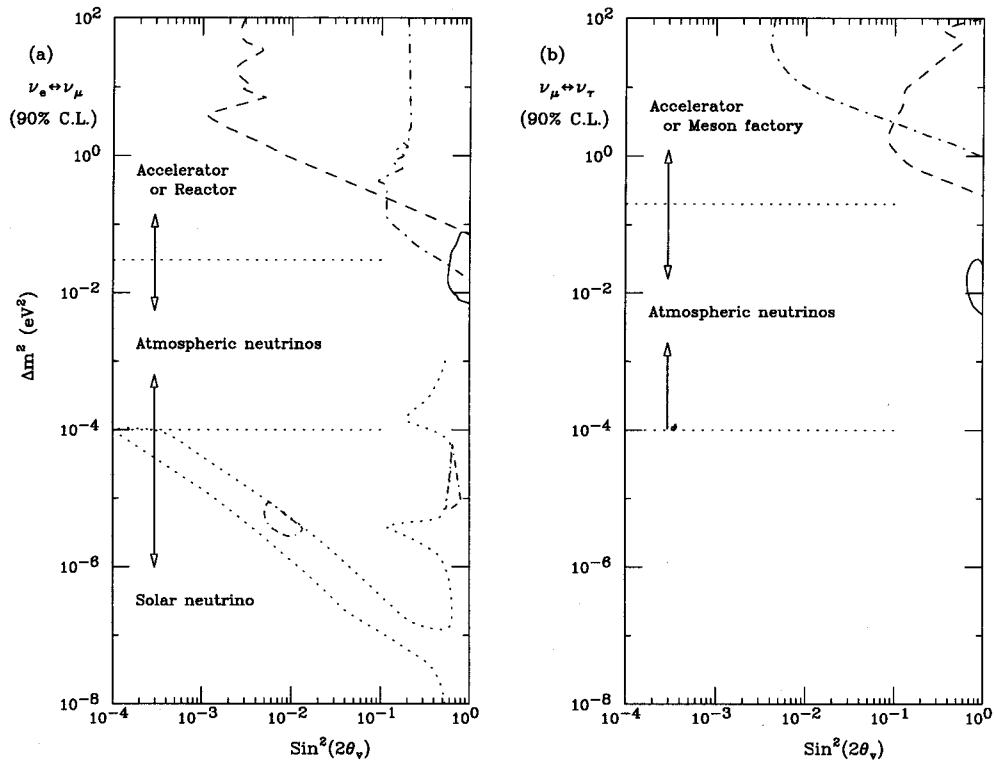 (a)
ν_e↔ν_μ
(90% C.L.)
10²
10⁰
10⁻²
10⁻⁴
10⁻⁶
10⁻⁸
Δm² (eV²)
Accelerator
or Reactor
Atmospheric neutrinos
Solar neutrino
10⁻⁴ 10⁻³ 10⁻² 10⁻¹ 10⁰
Sin²(2θ_v)
(b)
ν_μ↔ν_τ
(90% C.L.)
10²
10⁰
10⁻²
10⁻⁴
10⁻⁶
10⁻⁸
Accelerator
or Meson factory
Atmospheric neutrinos
10⁻⁴ 10⁻³ 10⁻² 10⁻¹ 10⁰
Sin²(2θ_v)